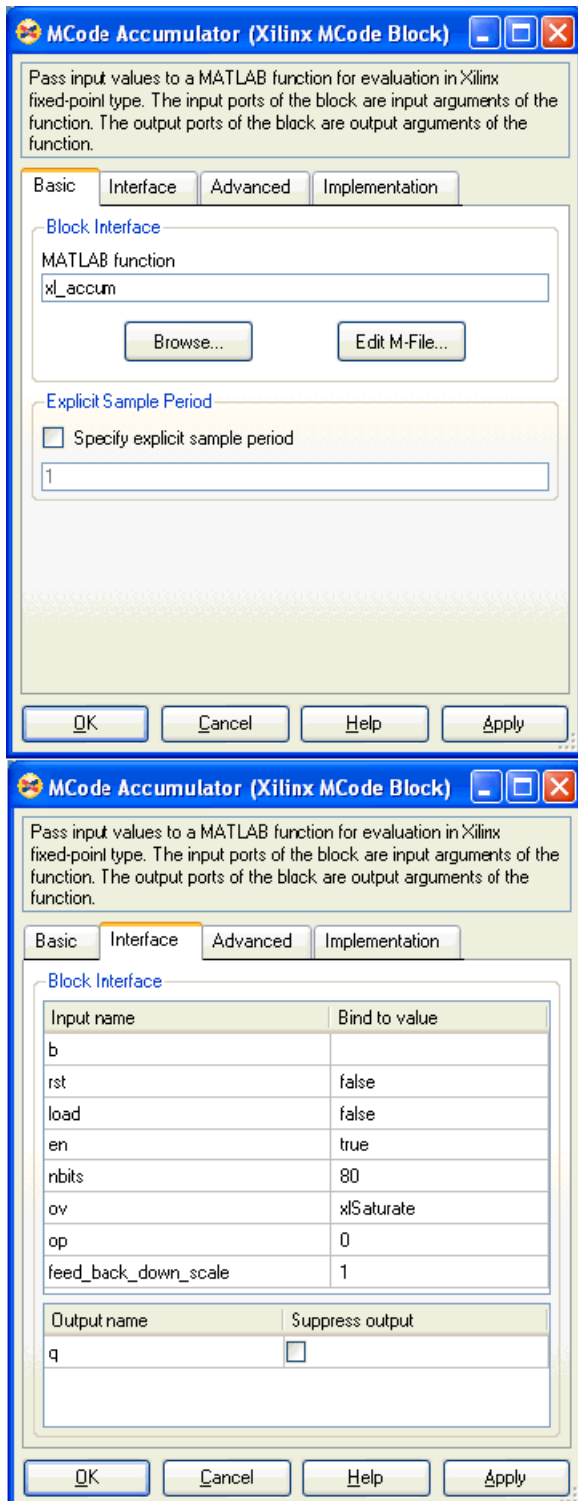 MCode Accumulator (Xilinx MCode Block)
Pass input values to a MATLAB function for evaluation in Xilinx
fixed-point type. The input ports of the block are input arguments of the
function. The output ports of the block are output arguments of the
function.
Basic Interface Advanced Implementation
Block Interface
MATLAB function
xl_accum
Browse... Edit M-File...
Explicit Sample Period
Specify explicit sample period
1
OK Cancel Help Apply
MCode Accumulator (Xilinx MCode Block)
Pass input values to a MATLAB function for evaluation in Xilinx
fixed-point type. The input ports of the block are input arguments of the
function. The output ports of the block are output arguments of the
function.
Basic Interface Advanced Implementation
Block Interface
Input name Bind to value
b
rst false
load false
en true
nbits 80
ov xlSaturate
op 0
feed_back_down_scale 1
Output name Suppress output
q
OK Cancel Help Apply